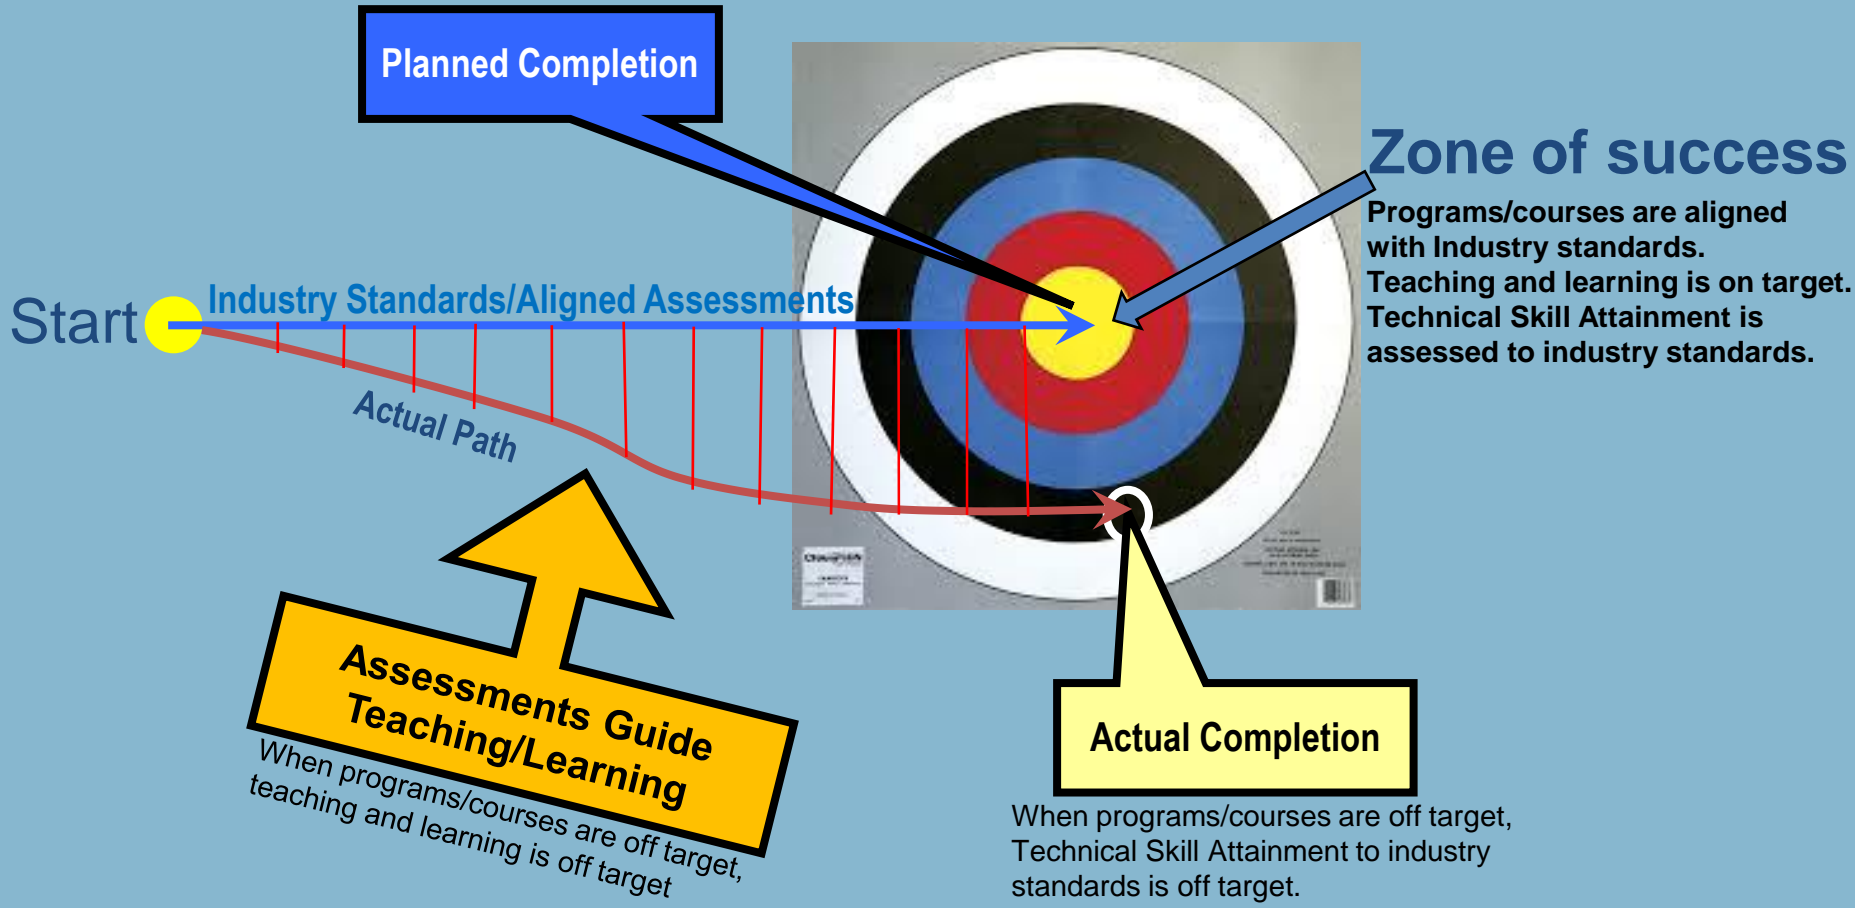 Planned Completion
Zone of success
Programs/courses are aligned
with Industry standards.
Teaching and learning is on target.
Technical Skill Attainment is
assessed to industry standards.
Start
Industry Standards/Aligned Assessments
Actual Path
Assessments Guide
Teaching/Learning
When programs/courses are off target,
teaching and learning is off target
Actual Completion
When programs/courses are off target,
Technical Skill Attainment to industry
standards is off target.